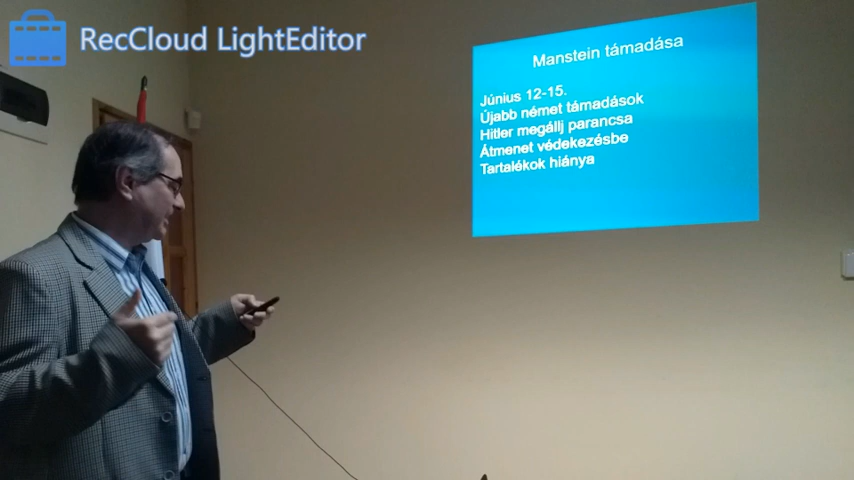 RecCloud LightEditor
Manstein támadása
Június 12-15.
Újabb német támadások
Hitler megállj parancsa
Átmenet védekezésbe
Tartalékok hiánya